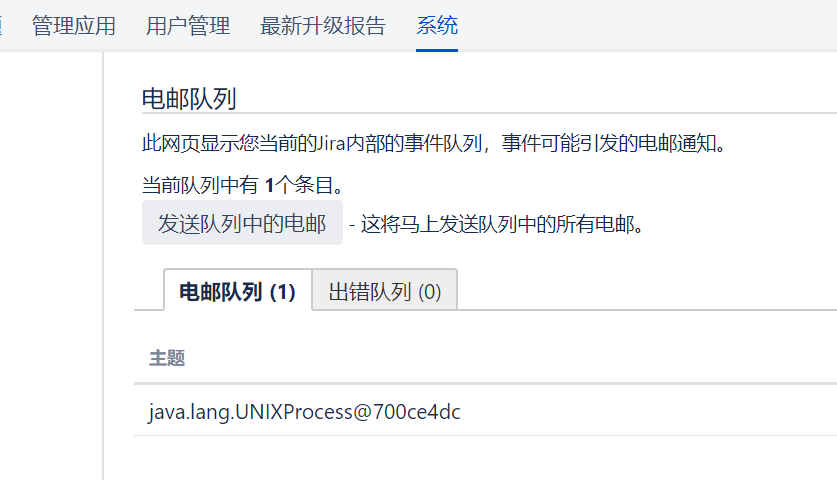 管理应用 用户管理 最新升级报告 系统
电邮队列
此网页显示您当前的Jira内部的事件队列，事件可能引发的电邮通知。
当前队列中有 1个条目。
发送队列中的电邮 - 这将马上发送队列中的所有电邮。
电邮队列 (1) 出错队列 (0)
主题
java.lang.UNIXProcess@700ce4dc